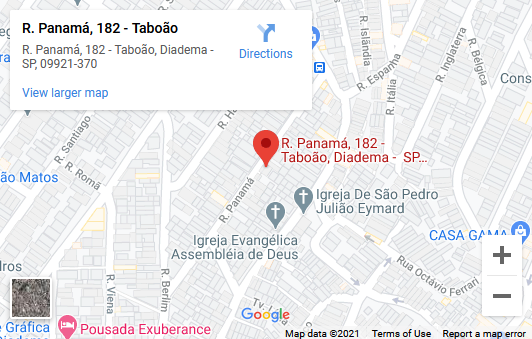 R. Panamá, 182 - Taboão
R. Panamá, 182 - Taboão, Diadema -
SP, 09921-370
Directions
View larger map
R. Islândia
R. Espanha
R. Inglaterra
R. Bélgica
R. Itália
Cons
R. Santiago
R. Romã
ão Matos
R. Panamá, 182 -
Taboão, Diadema - SP...
R. Panamá
Igreja De São Pedro
Julião Eymard
Igreja Evangélica
Assembléia de Deus
CASA GAMA
Rua Octávio Ferrari
dros
R. Viena
R. Berlim
Tv.
e Gráfica
Diadema
Pousada Exuberance
Google
+
−
Map data ©2021
Terms of Use
Report a map error